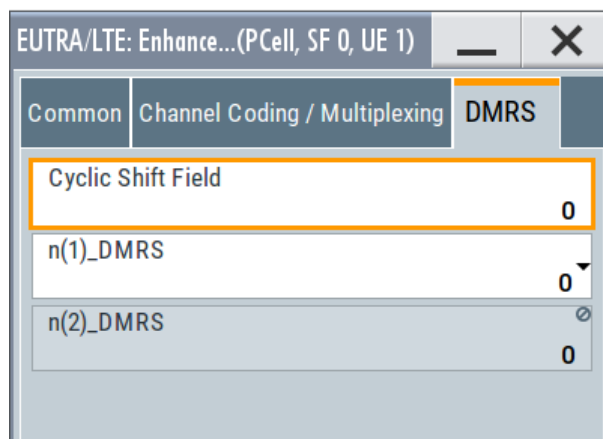 EUTRA/LTE: Enhance...(PCell, SF 0, UE 1)
Common Channel Coding / Multiplexing DMRS
Cyclic Shift Field
0
n(1)_DMRS
0
n(2)_DMRS
0